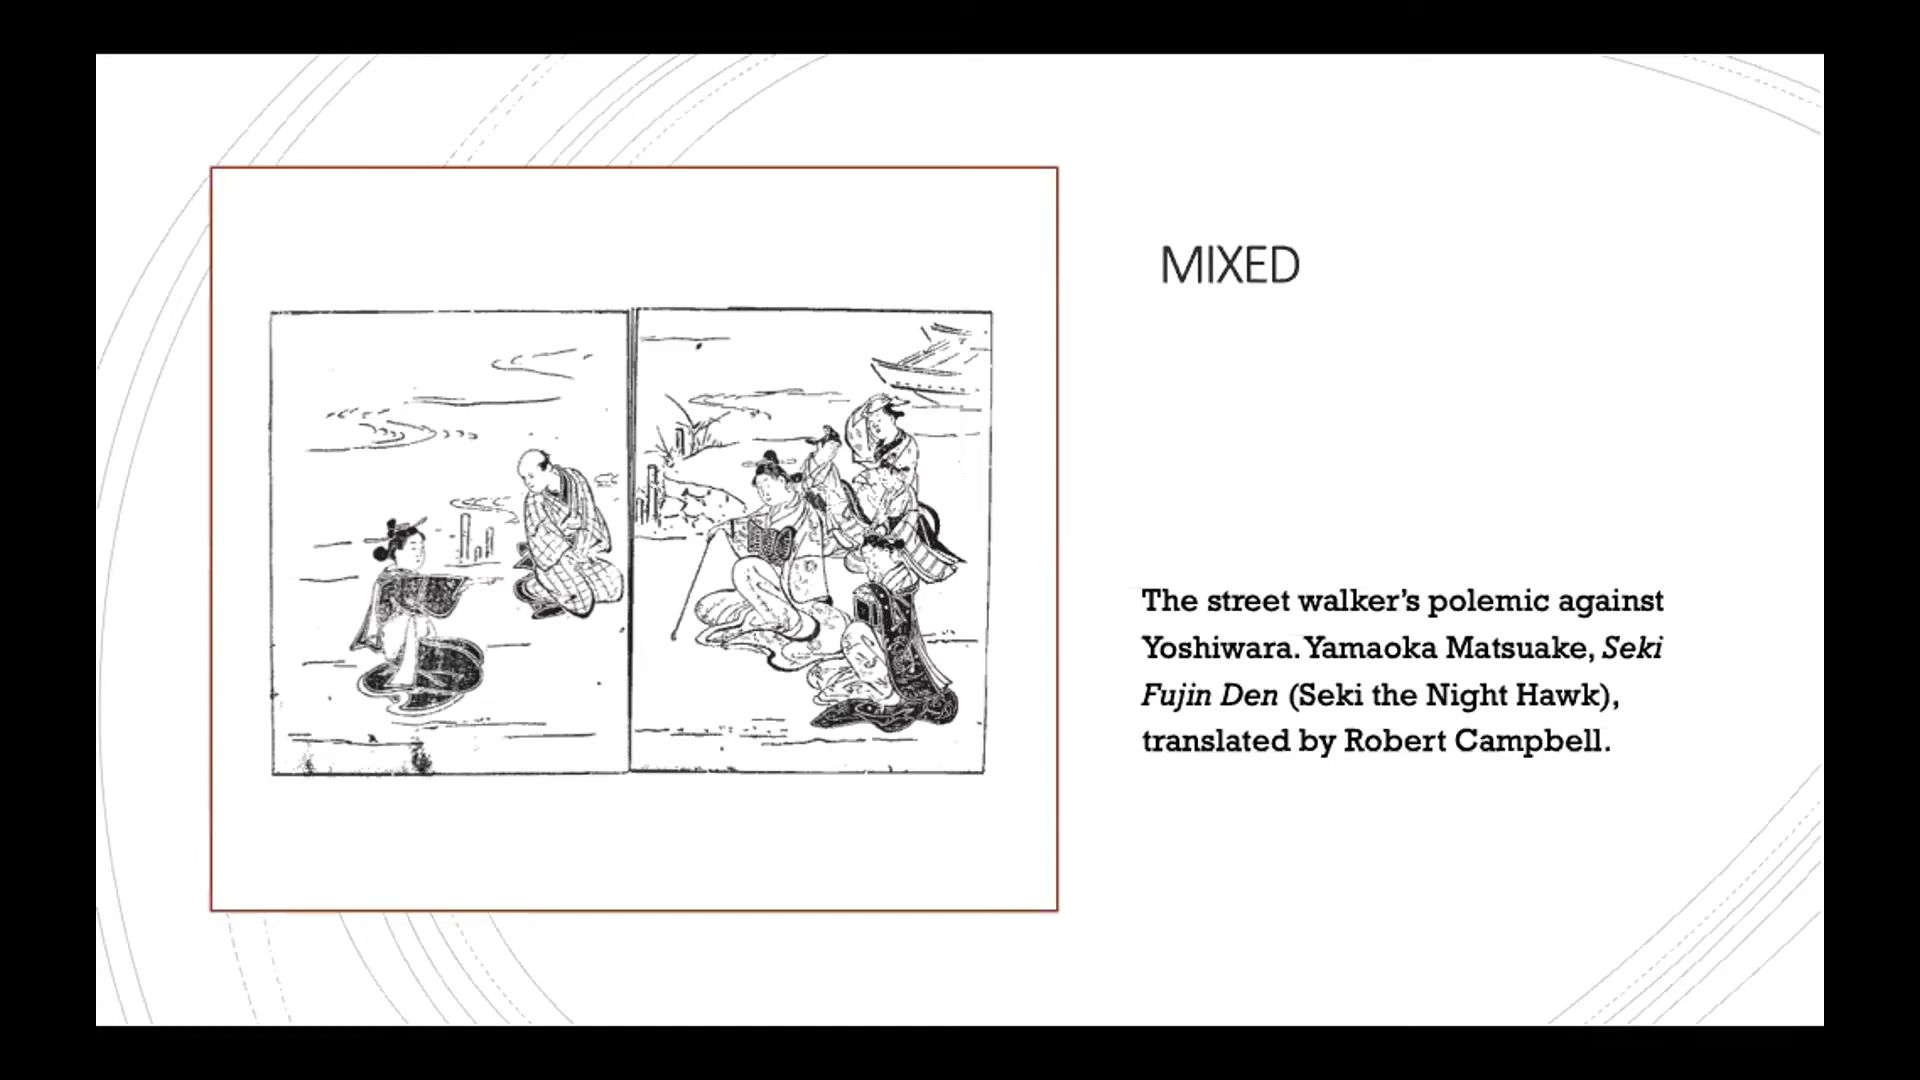 MIXED
The street walker’s polemic against
Yoshiwara. Yamaoka Matsuake, Seki
Fujin Den (Seki the Night Hawk),
translated by Robert Campbell.